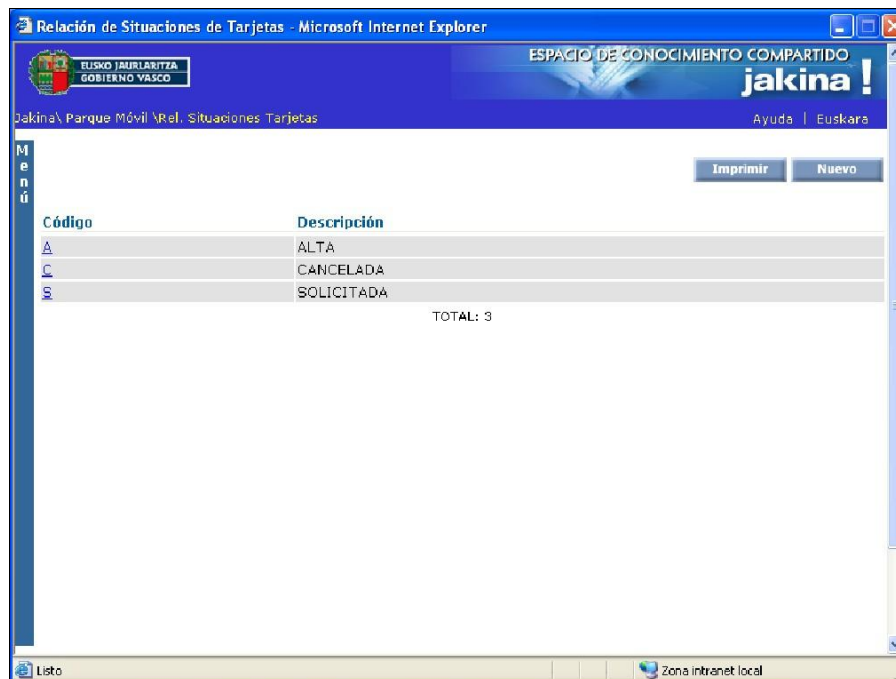 Relación de Situaciones de Tarjetas - Microsoft Internet Explorer
EUSKO JAURLARITZA
GOBIERNO VASCO
ESPACIO DE CONOCIMIENTO COMPARTIDO
jakina!
Jakina\ Parque Móvil \Rel. Situaciones Tarjetas
Ayuda | Euskara
Menú
Imprimir Nuevo
Código Descripción
A ALTA
C CANCELADA
S SOLICITADA
TOTAL: 3
Listo Zona intranet local